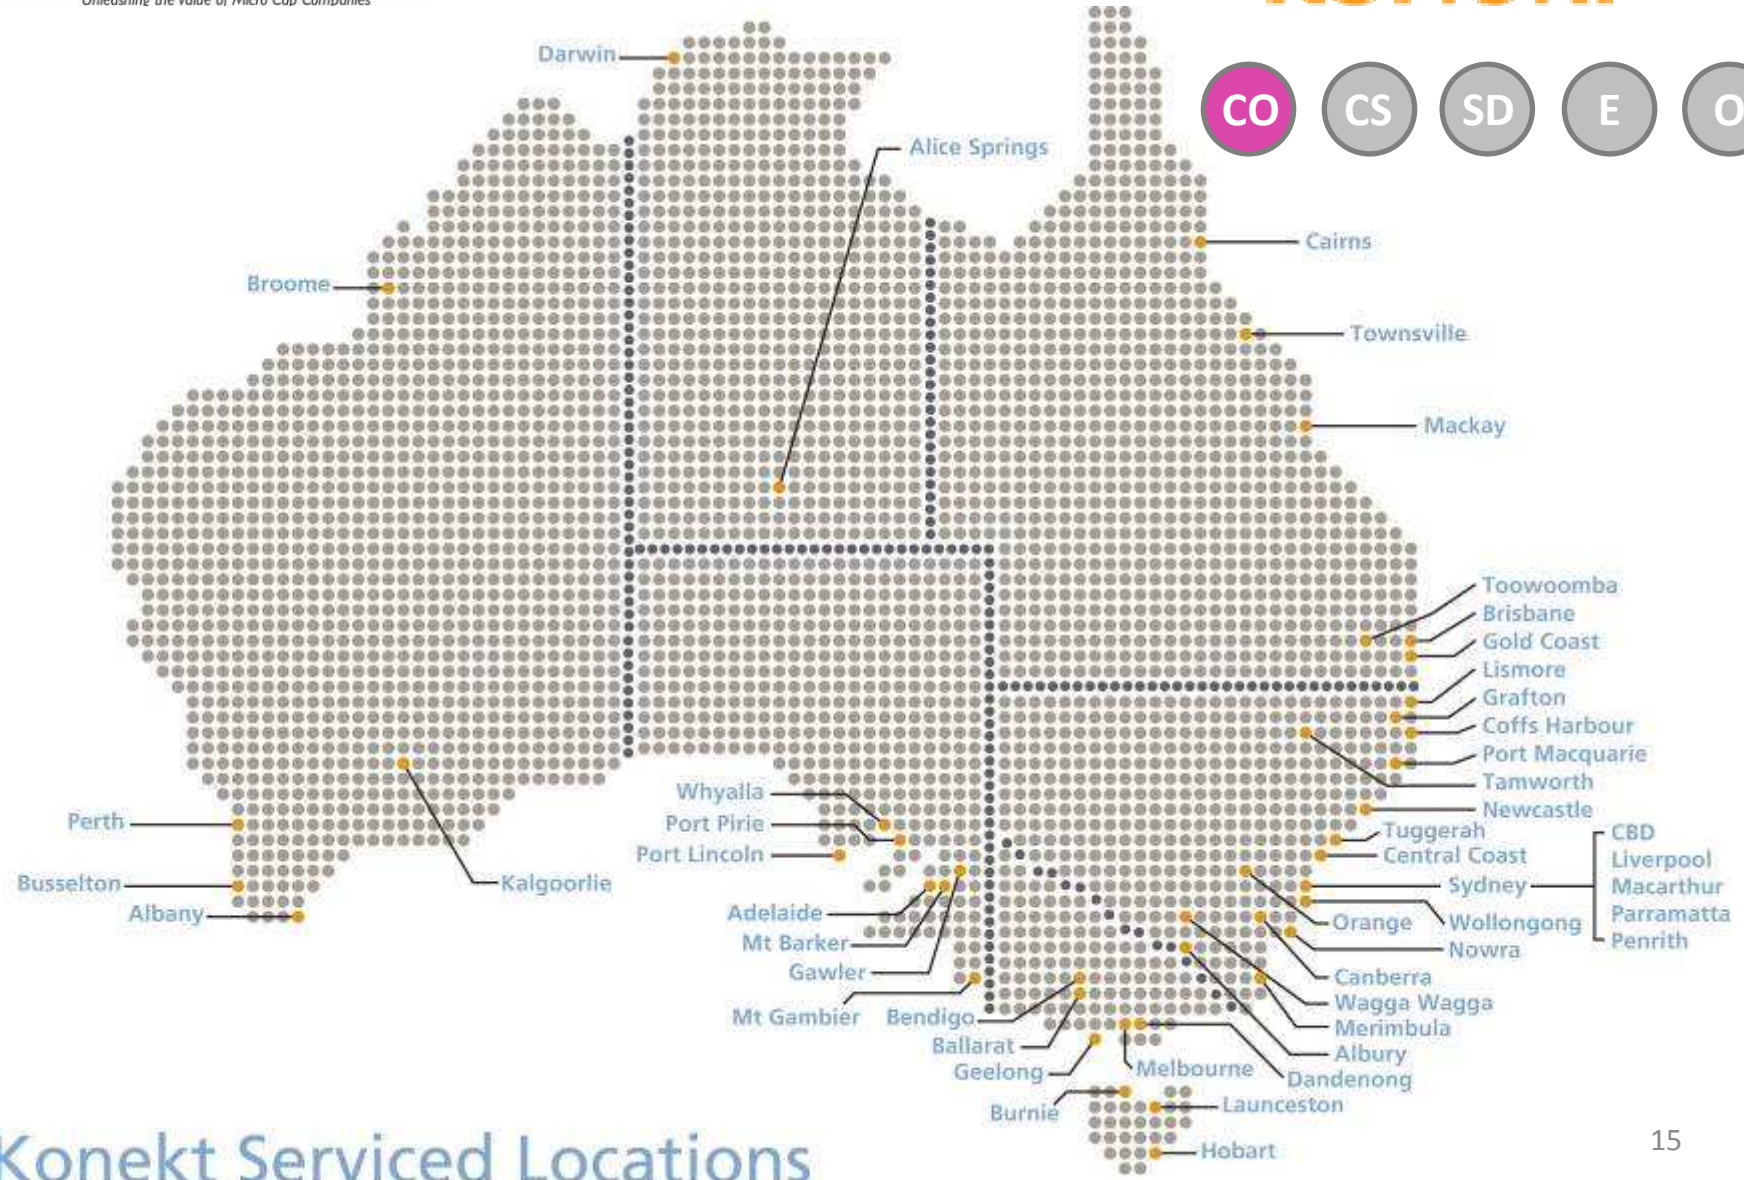 Unleashing the value of Micro Cap Companies
CO CS SD E O
Darwin
Alice Springs
Cairns
Broome
Townsville
Mackay
Toowoomba
Brisbane
Gold Coast
Lismore
Grafton
Coffs Harbour
Port Macquarie
Tamworth
Newcastle
Tuggerah
Central Coast
Sydney
CBD
Liverpool
Macarthur
Parramatta
Penrith
Orange
Wollongong
Nowra
Canberra
Wagga Wagga
Merimbula
Albury
Dandenong
Melbourne
Whyalla
Port Pirie
Port Lincoln
Perth
Busselton
Albany
Kalgoorlie
Adelaide
Mt Barker
Gawler
Mt Gambier
Bendigo
Ballarat
Geelong
Burnie
Launceston
Hobart
Konekt Serviced Locations
15